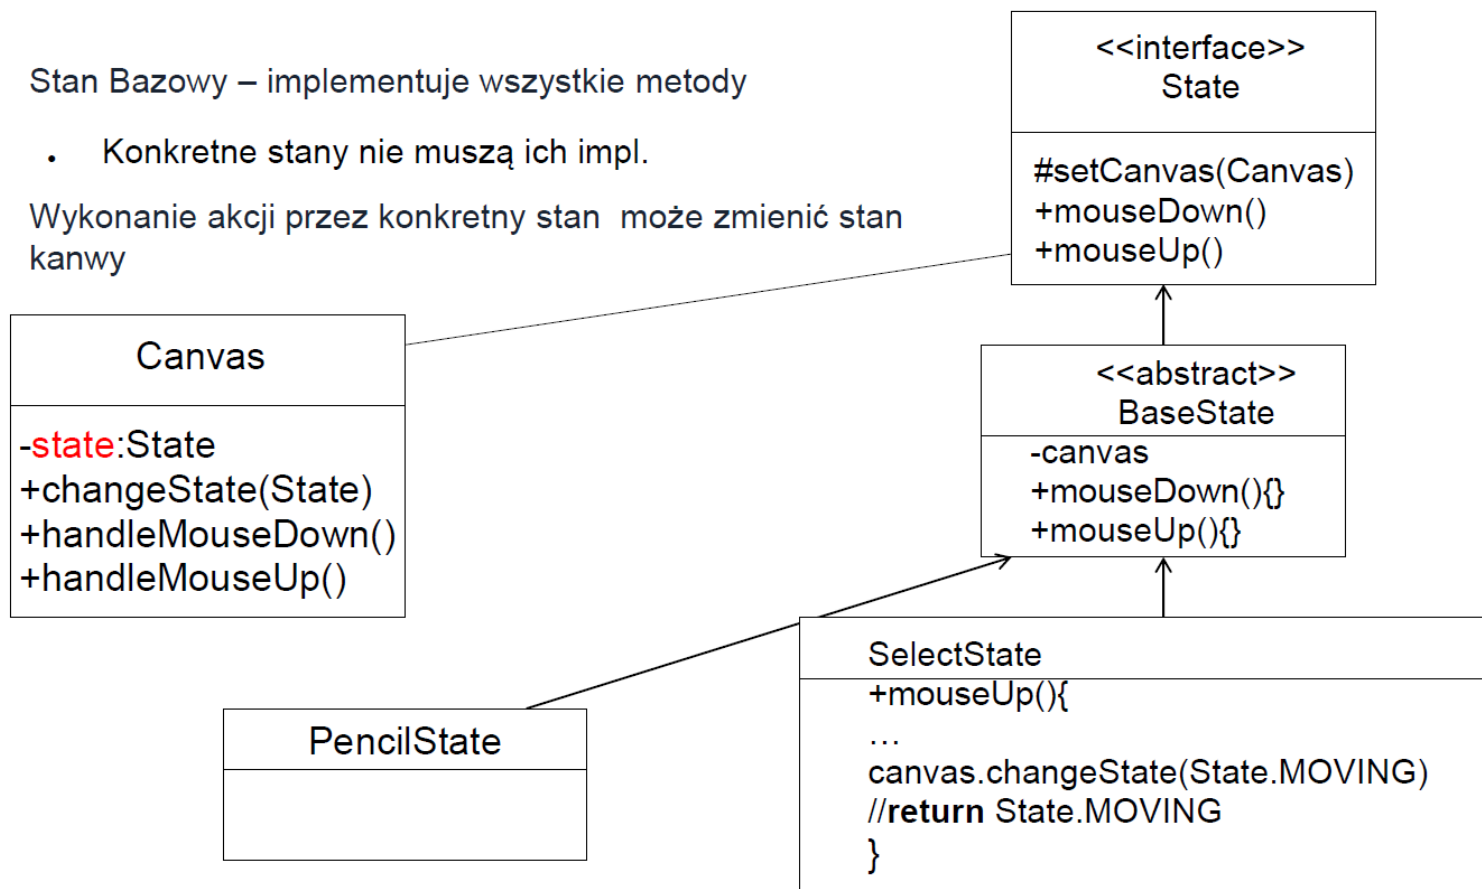 Stan Bazowy – implementuje wszystkie metody
. Konkretne stany nie muszą ich impl.
Wykonanie akcji przez konkretny stan może zmienić stan
kanwy
<<interface>>
State
#setCanvas(Canvas)
+mouseDown()
+mouseUp()
Canvas
-state:State
+changeState(State)
+handleMouseDown()
+handleMouseUp()
<<abstract>>
BaseState
-canvas
+mouseDown(){}
+mouseUp(){}
PencilState
SelectState
+mouseUp(){
...
canvas.changeState(State.MOVING)
//return State.MOVING
}